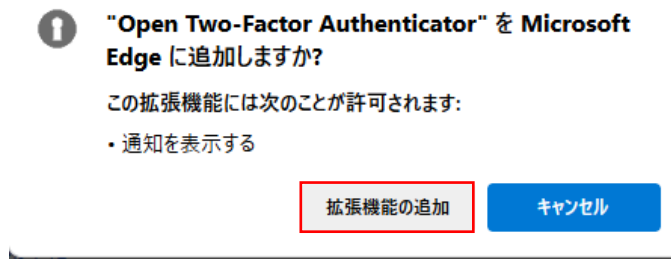 "Open Two-Factor Authenticator" を Microsoft
Edge に追加しますか?
この拡張機能には次のことが許可されます:
• 通知を表示する
拡張機能の追加
キャンセル